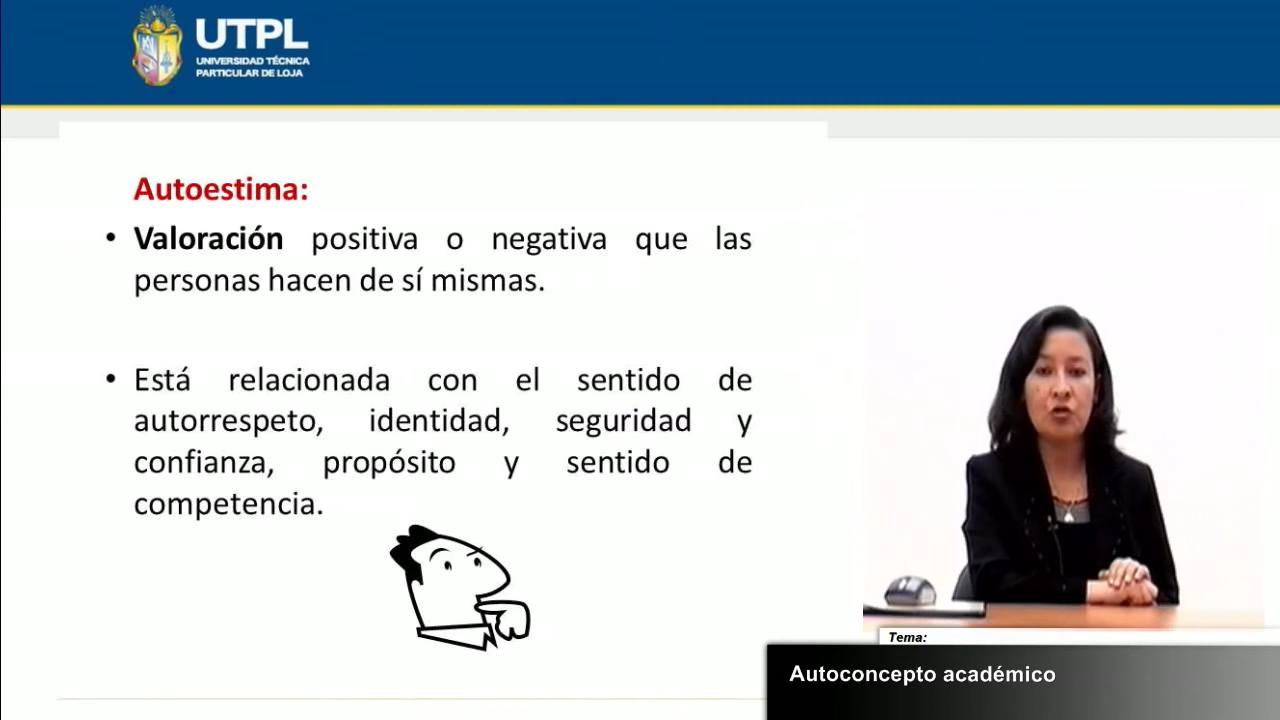 UTPL
UNIVERSIDAD TÉCNICA
PARTICULAR DE LOJA
Autoestima:
• Valoración positiva o negativa que las
personas hacen de sí mismas.
• Está relacionada con el sentido de
autorrespeto, identidad, seguridad y
confianza, propósito y sentido de
competencia.
Tema:
Autoconcepto académico